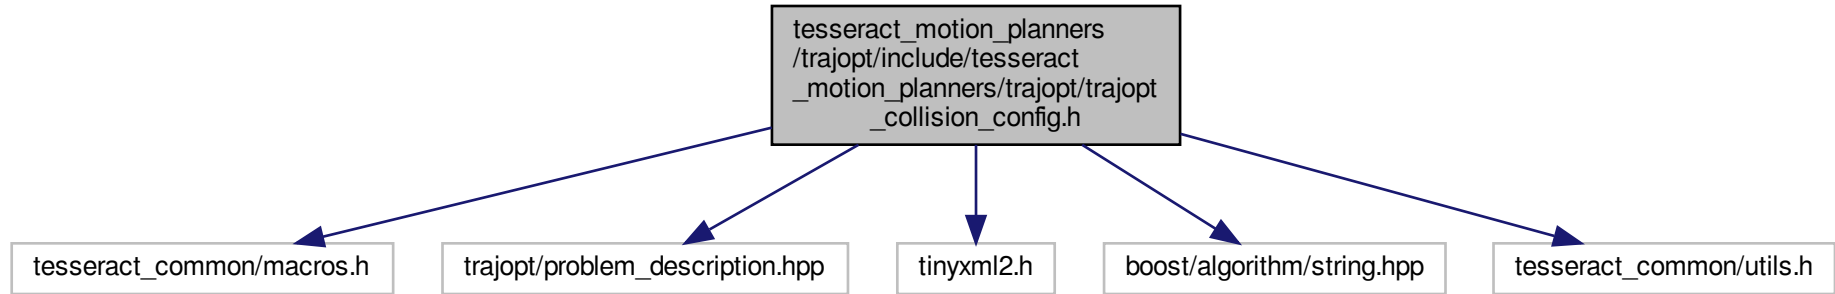 tesseract_motion_planners
/trajopt/include/tesseract
_motion_planners/trajopt/trajopt
_collision_config.h
tesseract_common/macros.h
trajopt/problem_description.hpp
tinyxml2.h
boost/algorithm/string.hpp
tesseract_common/utils.h